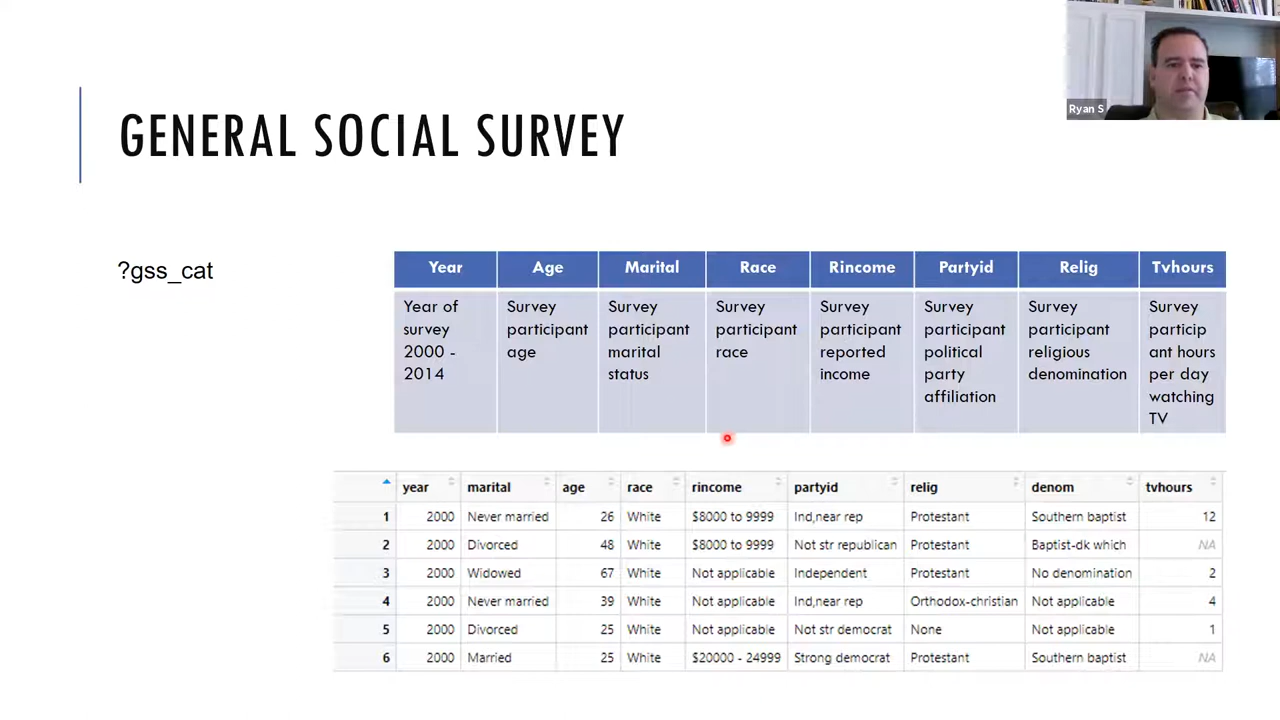 Ryan S
GENERAL SOCIAL SURVEY
?gss_cat
Year Age Marital Race Rincome Partyid Relig Tvhours
Year of Survey Survey Survey Survey Survey Survey Survey
survey participant participant participant participant participant participant particip
2000 - age marital race reported political religious ant hours
2014 status income party denomination per day
affiliation watching
TV
year marital age race rincome partyid relig denom tvhours
1 2000 Never married 26 White $8000 to 9999 Ind,near rep Protestant Southern baptist 12
2 2000 Divorced 48 White $8000 to 9999 Not str republican Protestant Baptist-dk which NA
3 2000 Widowed 67 White Not applicable Independent Protestant No denomination 2
4 2000 Never married 39 White Not applicable Ind,near rep Orthodox-christian Not applicable 4
5 2000 Divorced 25 White Not applicable Not str democrat None Not applicable 1
6 2000 Married 25 White $20000 - 24999 Strong democrat Protestant Southern baptist NA